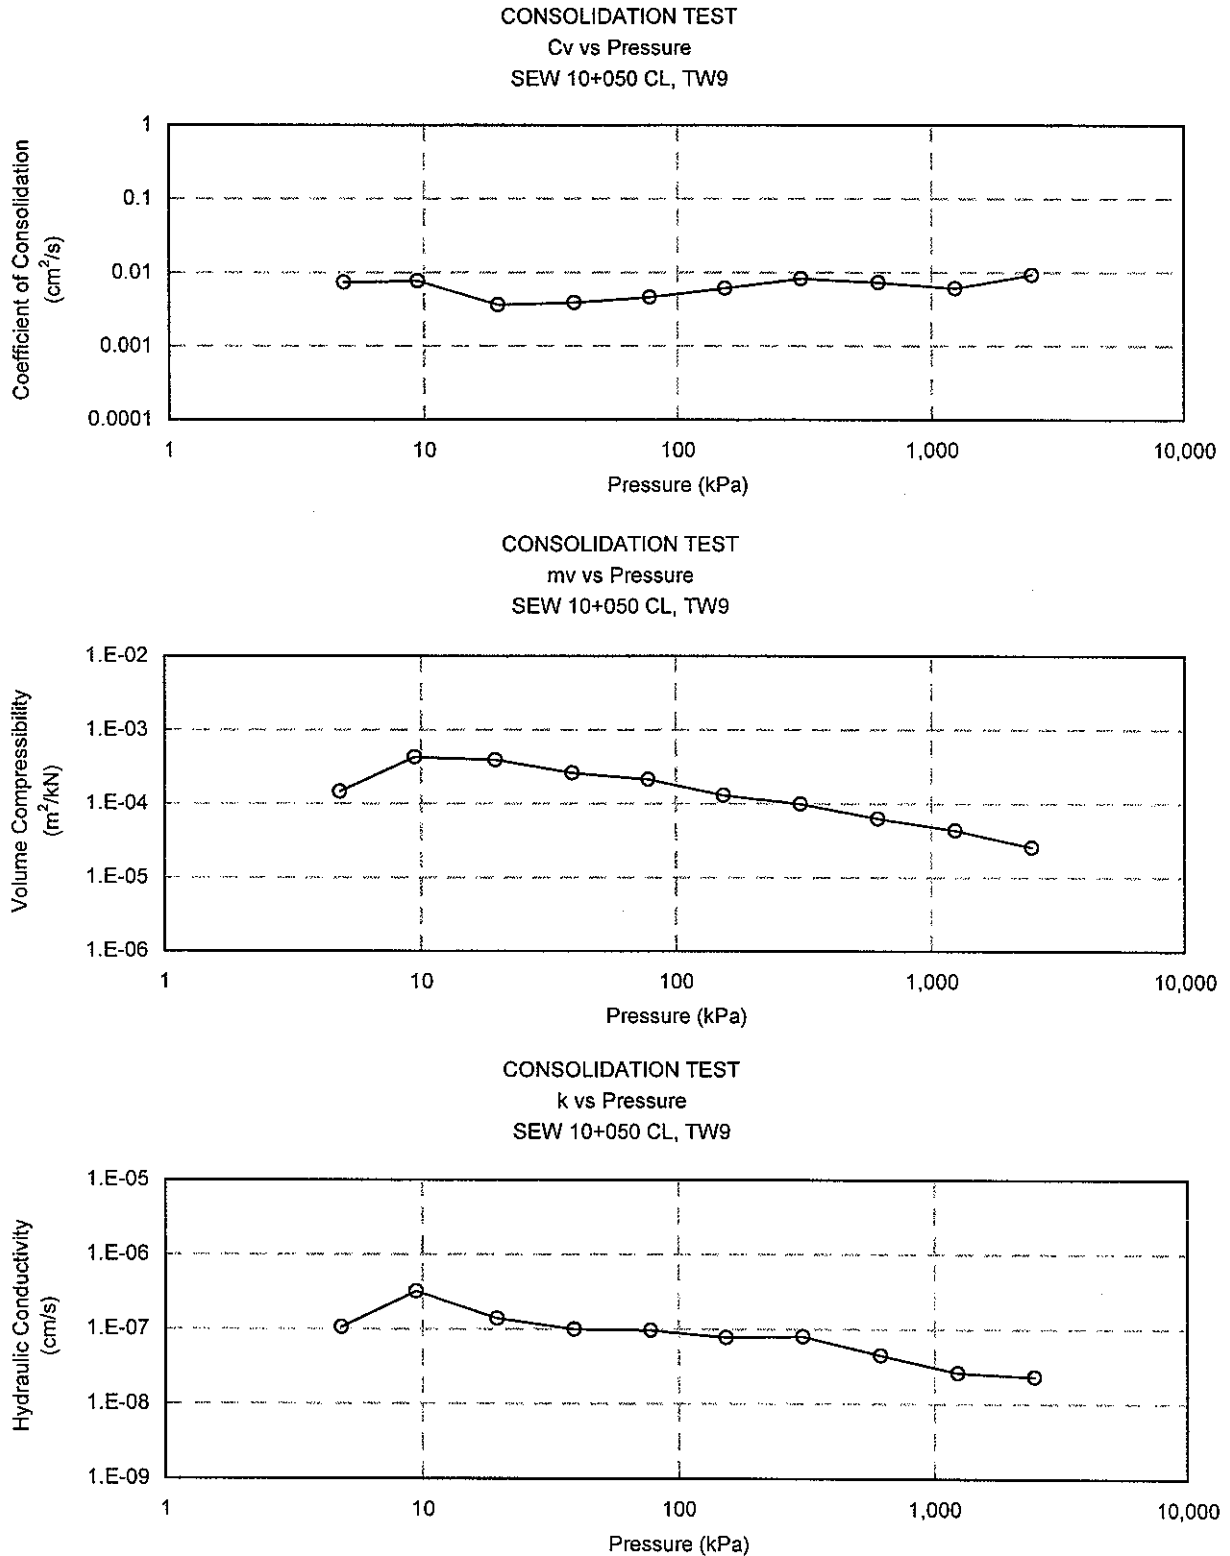 CONSOLIDATION TEST
Cv vs Pressure
SEW 10+050 CL, TW9
Coefficient of Consolidation
(cm²/s)
1
0.1
0.01
0.001
0.0001
1 10 100 1,000 10,000
Pressure (kPa)
CONSOLIDATION TEST
mv vs Pressure
SEW 10+050 CL, TW9
Volume Compressibility
(m²/kN)
1.E-02
1.E-03
1.E-04
1.E-05
1.E-06
1 10 100 1,000 10,000
Pressure (kPa)
CONSOLIDATION TEST
k vs Pressure
SEW 10+050 CL, TW9
Hydraulic Conductivity
(cm/s)
1.E-05
1.E-06
1.E-07
1.E-08
1.E-09
1 10 100 1,000 10,000
Pressure (kPa)